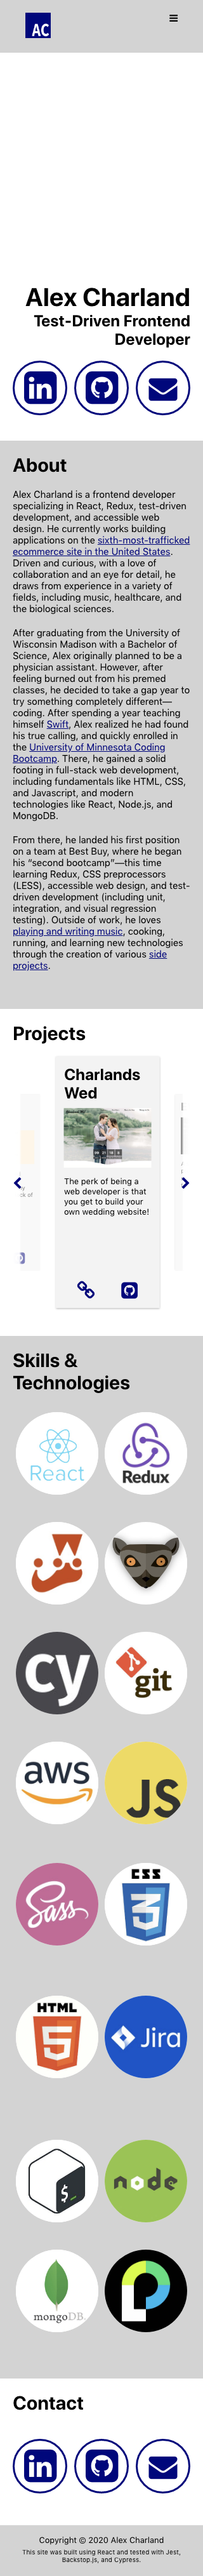 AC
Alex Charland
Test-Driven Frontend
Developer
in
About
Alex Charland is a frontend developer
specializing in React, Redux, test-driven
development, and accessible web
design. He currently works building
applications on the sixth-most-trafficked
ecommerce site in the United States.
Driven and curious, with a love of
collaboration and an eye for detail, he
draws from experience in a variety of
fields, including music, healthcare, and
the biological sciences.
After graduating from the University of
Wisconsin Madison with a Bachelor of
Science, Alex originally planned to be a
physician assistant. However, after
feeling burned out from his premed
classes, he decided to take a gap year to
try something completely different—
coding. After spending a year teaching
himself Swift, Alex realized he had found
his true calling, and quickly enrolled in
the University of Minnesota Coding
Bootcamp. There, he gained a solid
footing in full-stack web development,
including fundamentals like HTML, CSS,
and Javascript, and modern
technologies like React, Node.js, and
MongoDB.
From there, he landed his first position
on a team at Best Buy, where he began
his "second bootcamp"—this time
learning Redux, CSS preprocessors
(LESS), accessible web design, and test-
driven development (including unit,
integration, and visual regression
testing). Outside of work, he loves
playing and writing music, cooking,
running, and learning new technologies
through the creation of various side
projects.
Projects
Charlands
Wed
The perk of being a
web developer is that
you get to build your
own wedding website!
Skills &
Technologies
React
Redux
cy
git
aws
JS
Sass
CSS
3
HTML
5
Jira
$
node
mongoDB.
Contact
in
Copyright © 2020 Alex Charland
This site was built using React and tested with Jest,
Backstop.js, and Cypress.